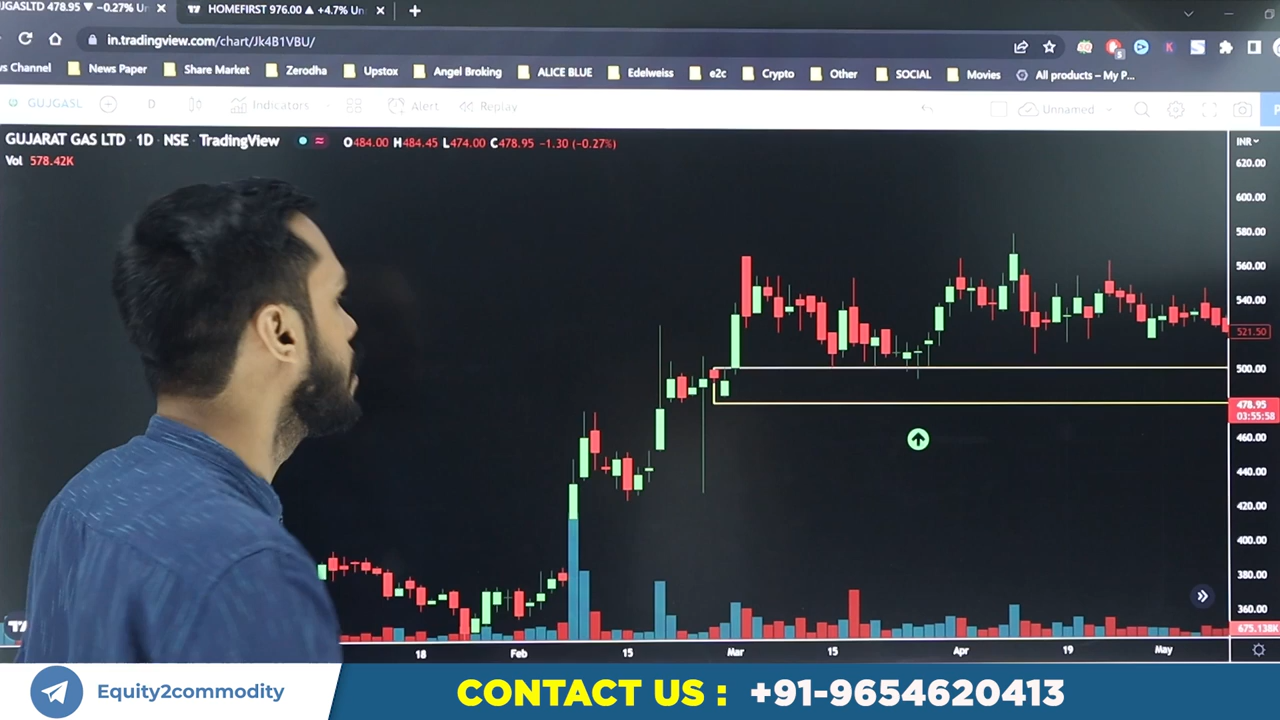 JGASL 478.95 ▼ −0.27% Ur
HOMEFIRST 976.00 ▲ +4.7% Un
in.tradingview.com/chart/Jk4B1VBU/
vs Channel News Paper Share Market Zerodha Upstox Angel Broking ALICE BLUE Edelweiss e2c Crypto Other SOCIAL Movies All products – My P...
GUJGASL D Indicators Alert Replay Unnamed
GUJARAT GAS LTD · 1D · NSE · TradingView O484.00 H484.45 L474.00 C478.95 −1.30 (−0.27%)
Vol 578.42K
INR
620.00
600.00
580.00
560.00
540.00
521.50
500.00
478.95
03:55:58
460.00
440.00
420.00
400.00
380.00
360.00
675.138K
18 Feb 15 Mar 15 Apr 19 May
Equity2commodity
CONTACT US : +91-9654620413